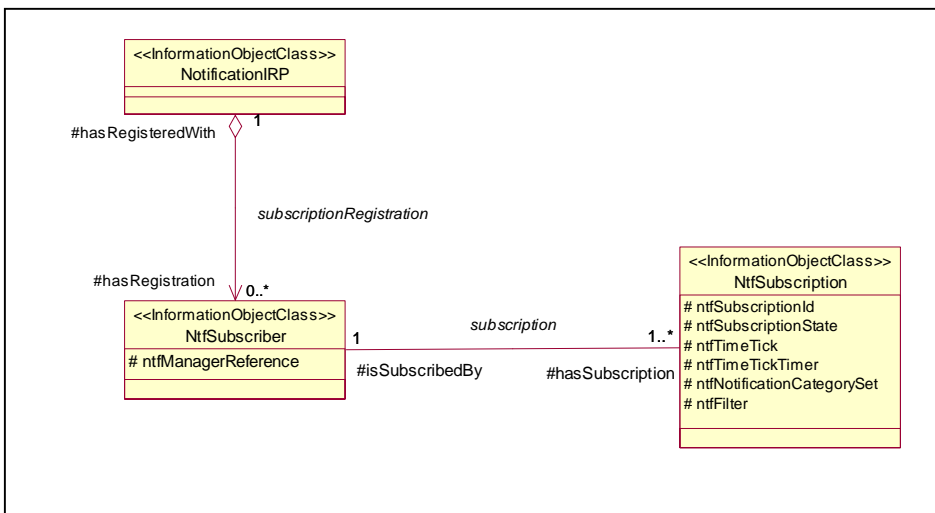 <<InformationObjectClass>>
NotificationIRP
1
#hasRegisteredWith
subscriptionRegistration
#hasRegistration
0..*
<<InformationObjectClass>>
NtfSubscriber
# ntfManagerReference
1
subscription
1..*
#isSubscribedBy
#hasSubscription
<<InformationObjectClass>>
NtfSubscription
# ntfSubscriptionId
# ntfSubscriptionState
# ntfTimeTick
# ntfTimeTickTimer
# ntfNotificationCategorySet
# ntfFilter